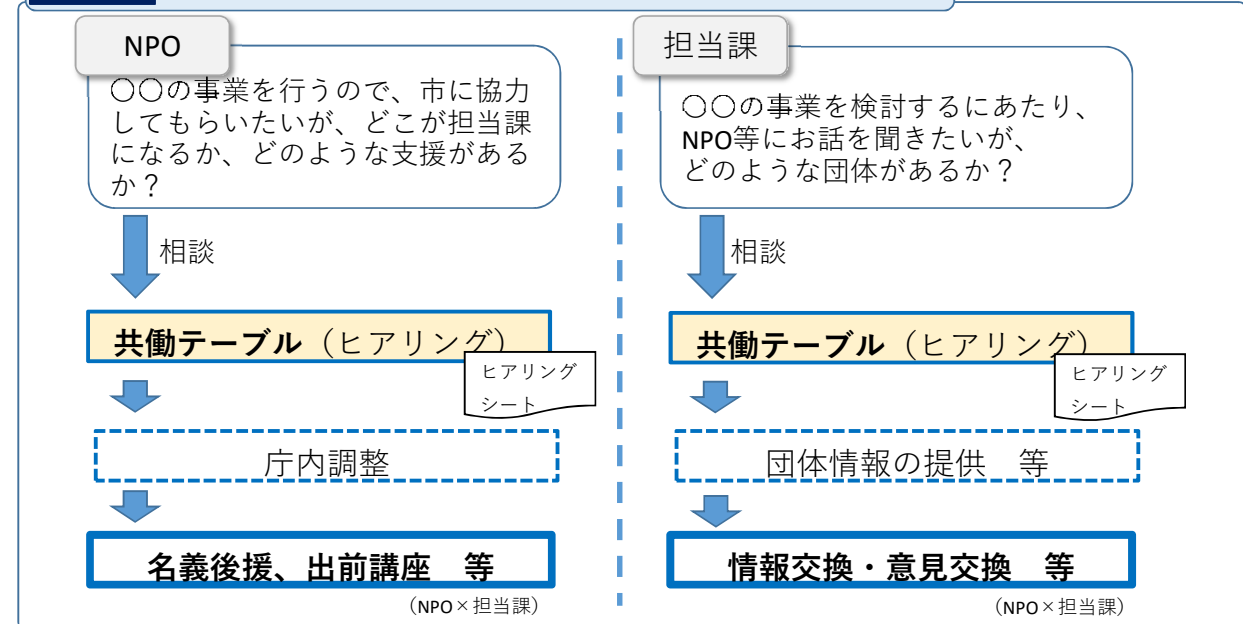 NPO
〇〇の事業を行うので、市に協力
してもらいたいが、どこが担当課
になるか、どのような支援がある
か？
相談
共働テーブル（ヒアリング）
ヒアリング
シート
庁内調整
名義後援、出前講座　等
（NPO×担当課）
担当課
〇〇の事業を検討するにあたり、
NPO等にお話を聞きたいが、
どのような団体があるか？
相談
共働テーブル（ヒアリング）
ヒアリング
シート
団体情報の提供　等
情報交換・意見交換　等
（NPO×担当課）